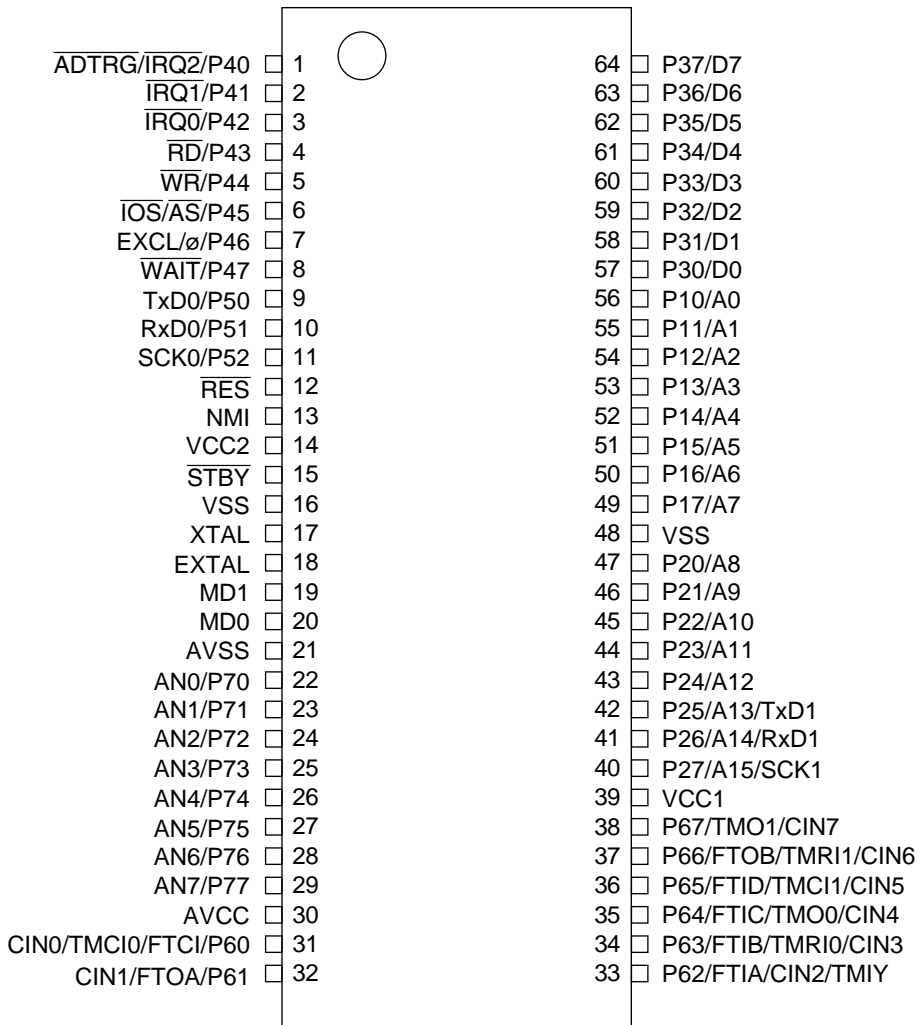 ADTRG/IRQ2/P40 1 64 P37/D7
IRQ1/P41 2 63 P36/D6
IRQ0/P42 3 62 P35/D5
RD/P43 4 61 P34/D4
WR/P44 5 60 P33/D3
IOS/AS/P45 6 59 P32/D2
EXCL/ø/P46 7 58 P31/D1
WAIT/P47 8 57 P30/D0
TxD0/P50 9 56 P10/A0
RxD0/P51 10 55 P11/A1
SCK0/P52 11 54 P12/A2
RES 12 53 P13/A3
NMI 13 52 P14/A4
VCC2 14 51 P15/A5
STBY 15 50 P16/A6
VSS 16 49 P17/A7
XTAL 17 48 VSS
EXTAL 18 47 P20/A8
MD1 19 46 P21/A9
MD0 20 45 P22/A10
AVSS 21 44 P23/A11
AN0/P70 22 43 P24/A12
AN1/P71 23 42 P25/A13/TxD1
AN2/P72 24 41 P26/A14/RxD1
AN3/P73 25 40 P27/A15/SCK1
AN4/P74 26 39 VCC1
AN5/P75 27 38 P67/TMO1/CIN7
AN6/P76 28 37 P66/FTOB/TMRI1/CIN6
AN7/P77 29 36 P65/FTID/TMCI1/CIN5
AVCC 30 35 P64/FTIC/TMO0/CIN4
CIN0/TMCI0/FTCI/P60 31 34 P63/FTIB/TMRI0/CIN3
CIN1/FTOA/P61 32 33 P62/FTIA/CIN2/TMIY